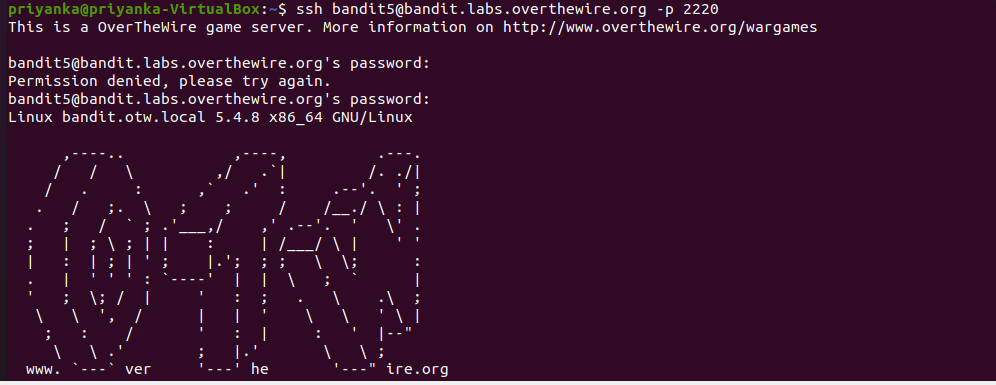 priyanka@priyanka-VirtualBox:~$ ssh bandit5@bandit.labs.overthewire.org -p 2220
This is a OverTheWire game server. More information on http://www.overthewire.org/wargames
bandit5@bandit.labs.overthewire.org's password:
Permission denied, please try again.
bandit5@bandit.labs.overthewire.org's password:
Linux bandit.otw.local 5.4.8 x86_64 GNU/Linux
      ,----..            ,----,          .---.
     /   /   \         ,/   .`|         /. ./|
    /   .     :      ,`   .'  :     .--'.  ' ;
   .   /   ;.  \   ;    ;     /    /__./ \ : |
  .   ;   /  ` ; .'___,/    ,' .--'.  '   \' .
  ;   |  ; \ ; | |    :     | /___/ \ |    ' '
  |   :  | ; | ' ;    |.';  ; ;   \  \;      :
  .   |  ' ' ' : `----'  |  |  \   ;  `      |
  '   ;  \; /  |     '   :  ;   .   \    .\  ;
   \   \  ',  /      |   |  '    \   \   ' \ |
    ;   :    /       '   :  |     :   '  |--"
     \   \ .'        ;   |.'       \   \ ;
  www. `---` ver     '---' he       '---" ire.org